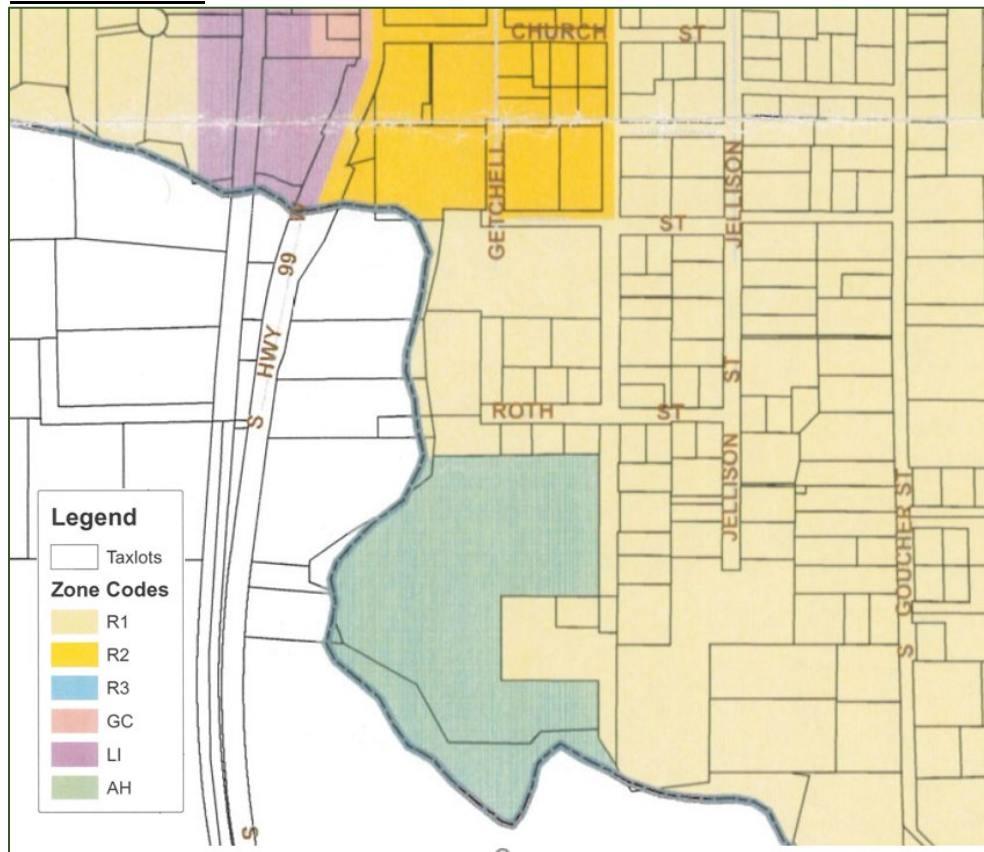 CHURCH ST
GETCHELL
JELLISON
ST
W
S HWY 99
ST
ROTH ST
JELLISON
S GOUCHER ST
S
Legend
Taxlots
Zone Codes
R1
R2
R3
GC
LI
AH